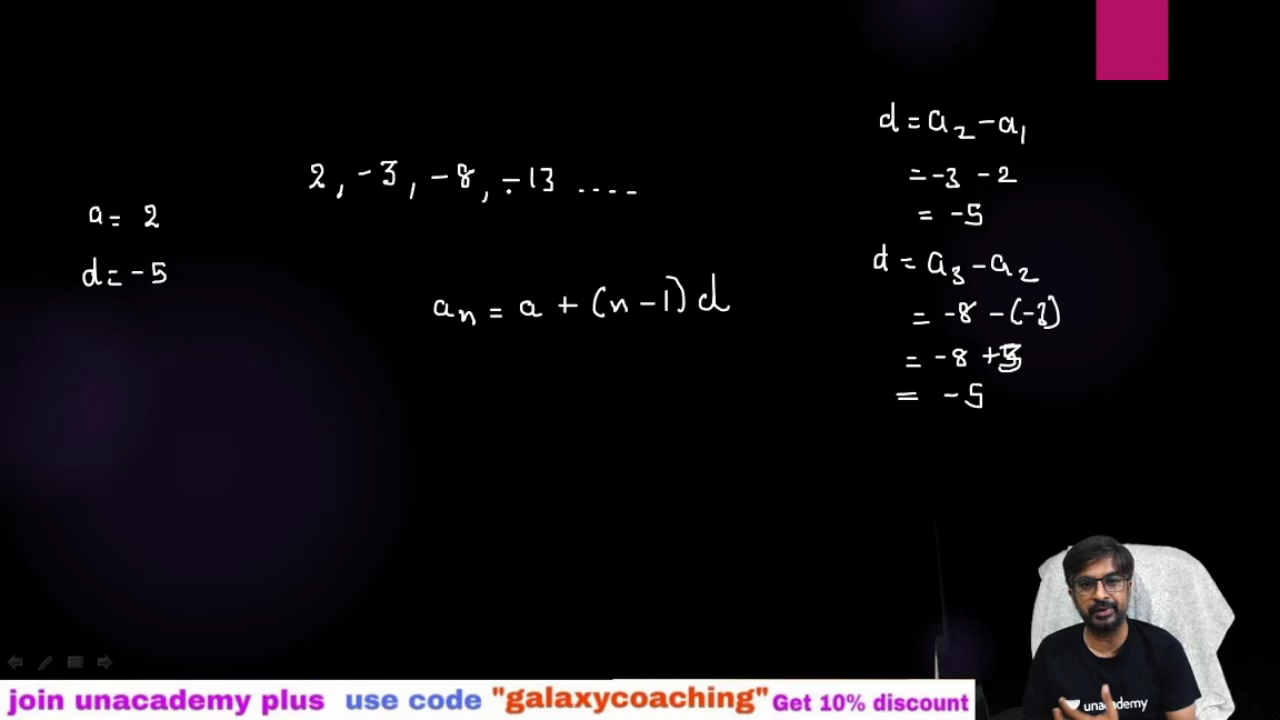 2, -3, -8, -13 ....
a = 2
d = -5
aₙ = a + (n-1) d
d = a₂ - a₁
= -3 - 2
= -5
d = a₃ - a₂
= -8 - (-3)
= -8 + 3
= -5
unacademy
join unacademy plus use code "galaxycoaching" Get 10% discount